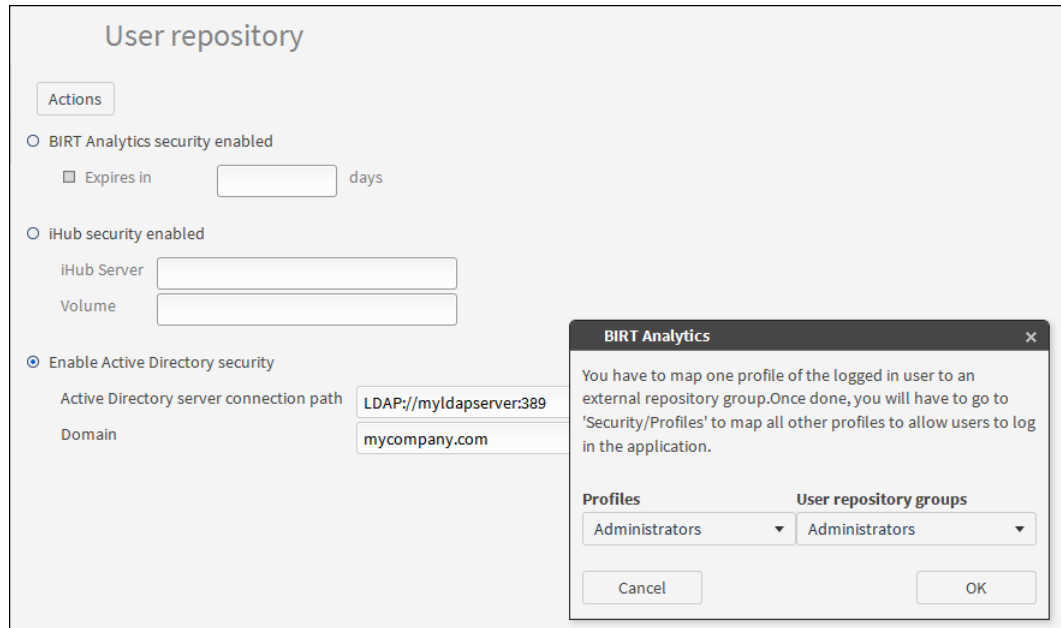 User repository
Actions
BIRT Analytics security enabled
Expires in days
iHub security enabled
iHub Server
Volume
Enable Active Directory security
Active Directory server connection path LDAP://myldapserver:389
Domain mycompany.com
BIRT Analytics ×
You have to map one profile of the logged in user to an
external repository group.Once done, you will have to go to
'Security/Profiles' to map all other profiles to allow users to log
in the application.
Profiles User repository groups
Administrators Administrators
Cancel OK